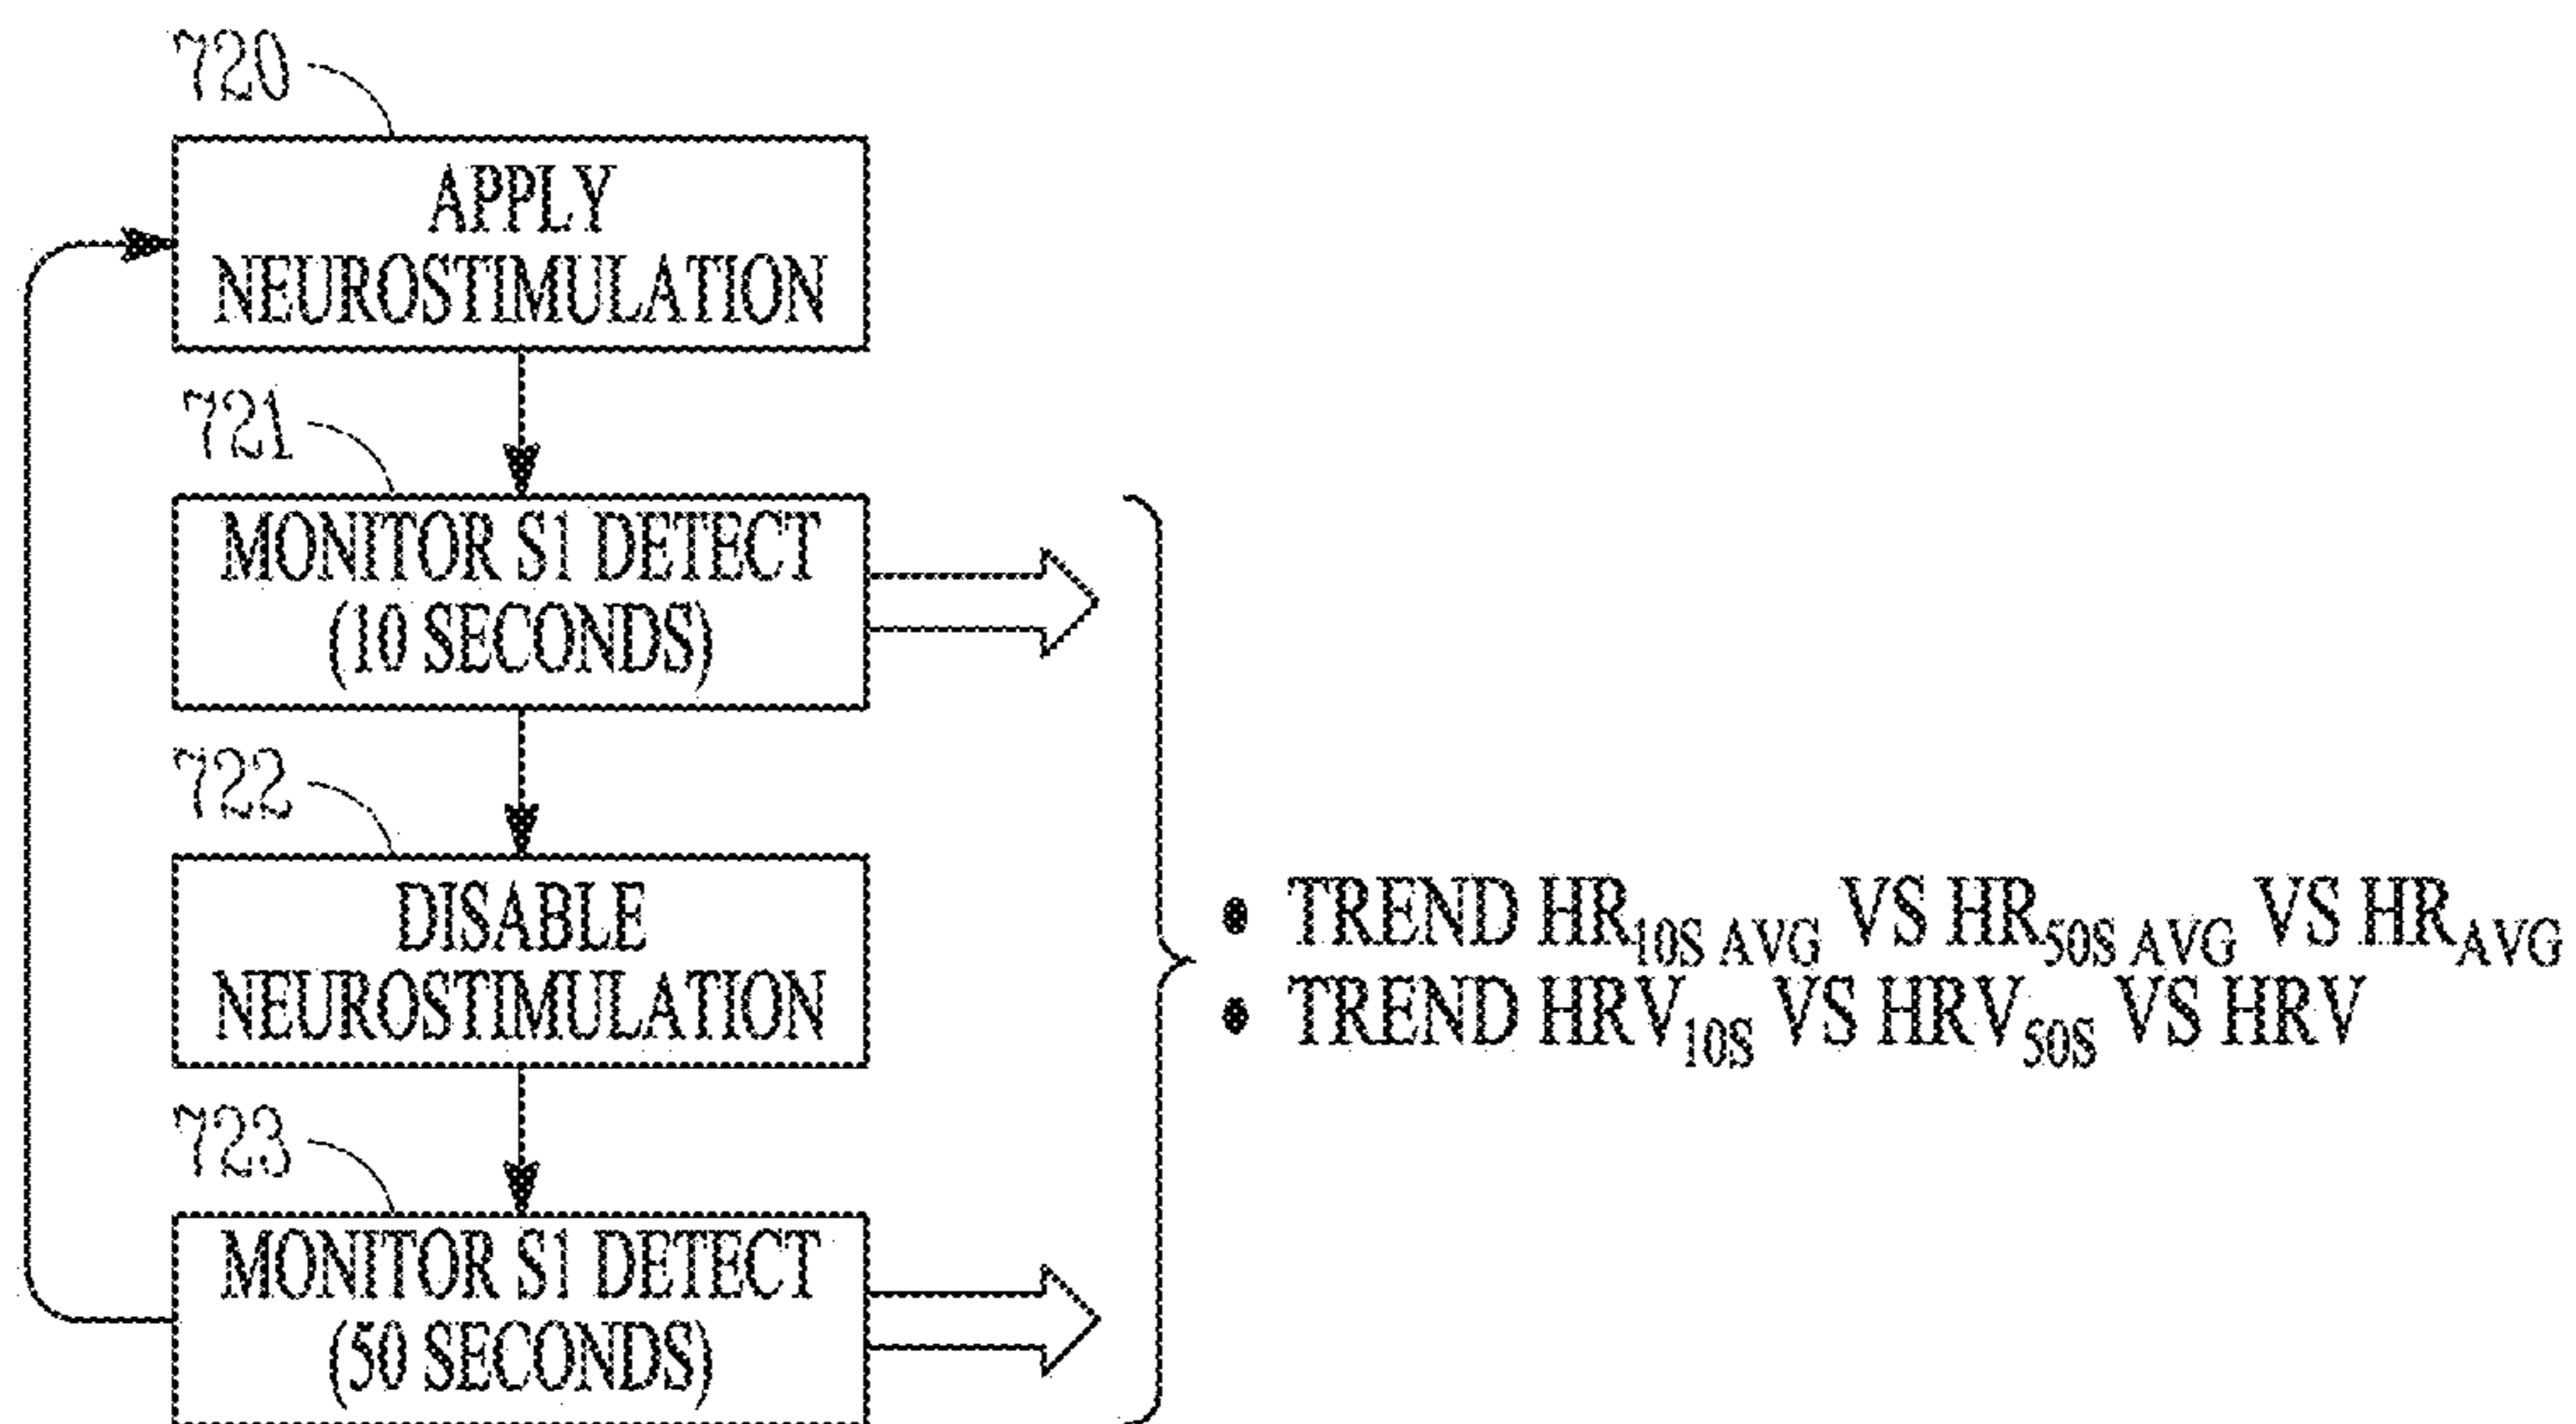 720
APPLY
NEUROSTIMULATION
721
MONITOR S1 DETECT
(10 SECONDS)
722
DISABLE
NEUROSTIMULATION
723
MONITOR S1 DETECT
(50 SECONDS)
• TREND HR10S AVG VS HR50S AVG VS HRAVG
• TREND HRV10S VS HRV50S VS HRV